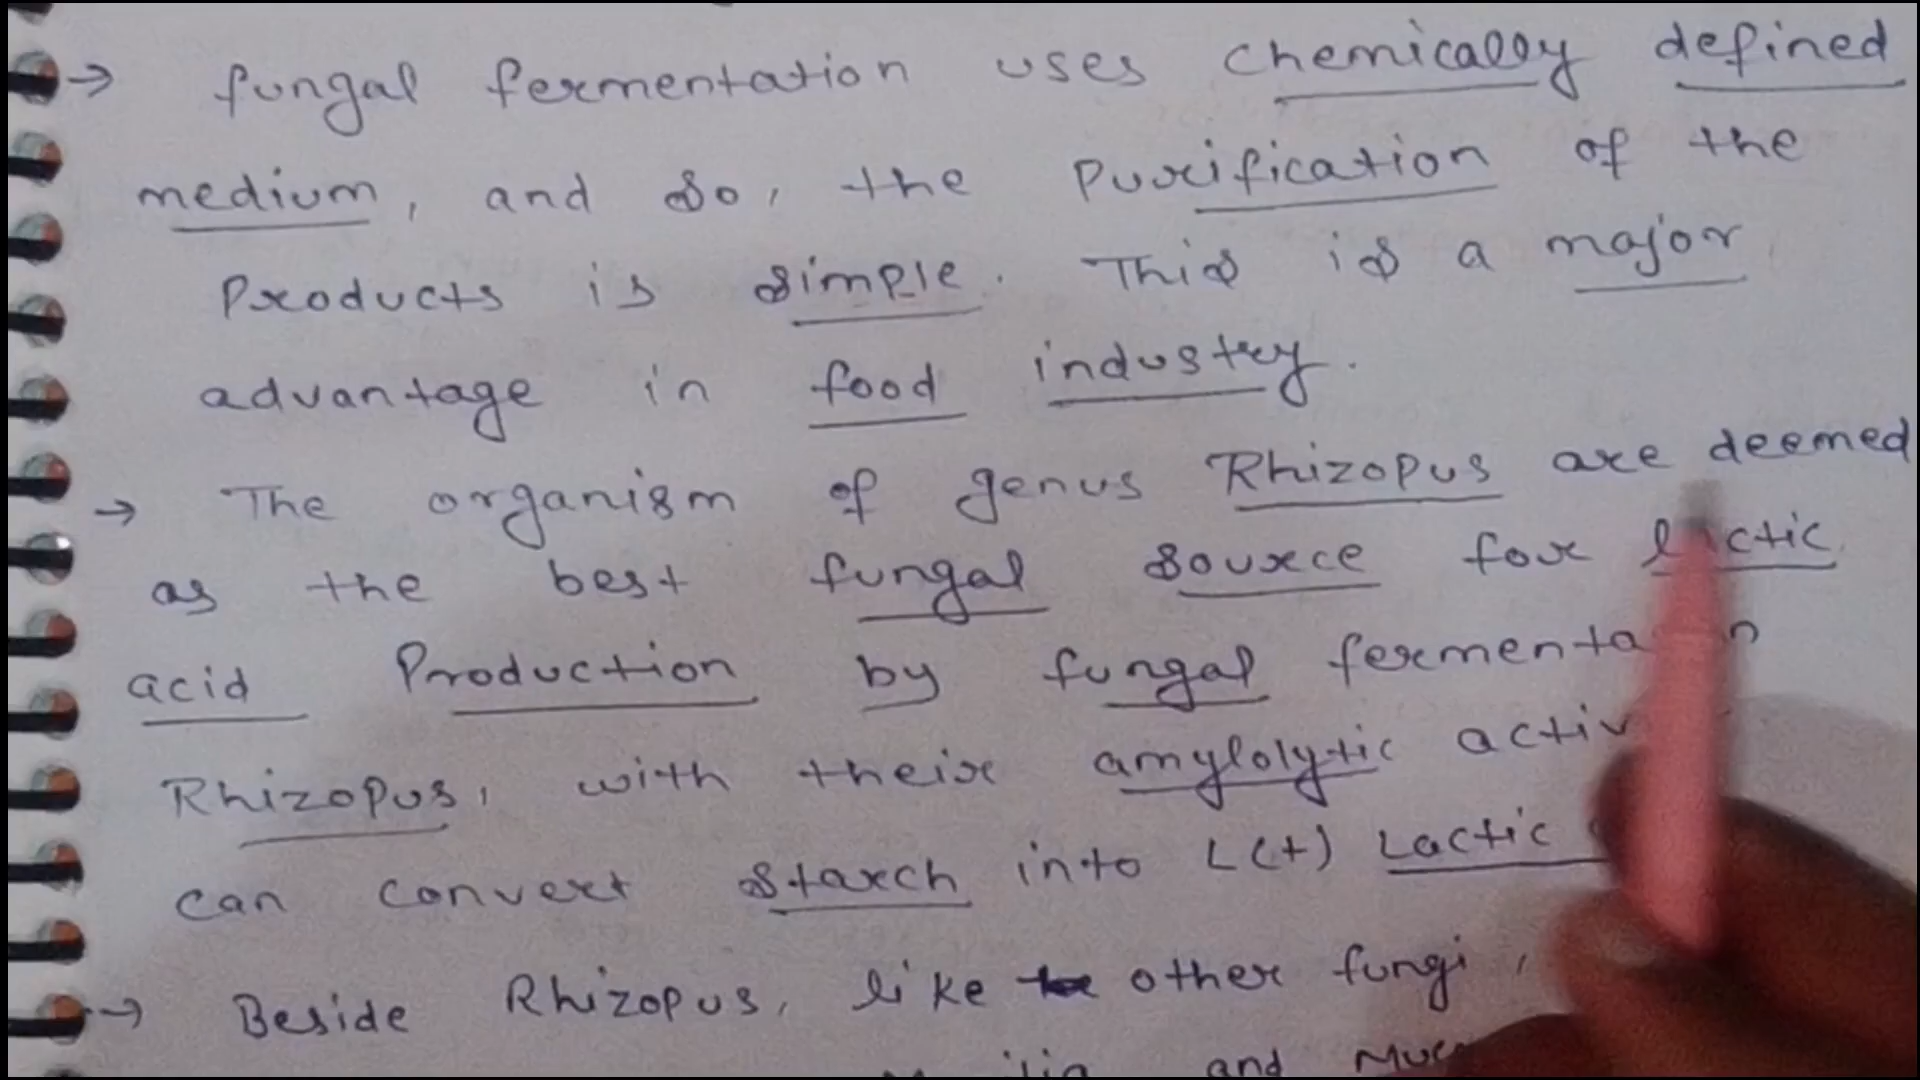 → fungal fermentation uses chemically defined
medium, and so, the purification of the
Products is simple. This is a major
advantage in food industry.
→ The organism of genus Rhizopus are deemed
as the best fungal source for lactic
acid Production by fungal
Rhizopus, with their amylolytic
can convert starch into L(+) Lactic
→ Beside Rhizopus, like other fungi,
and